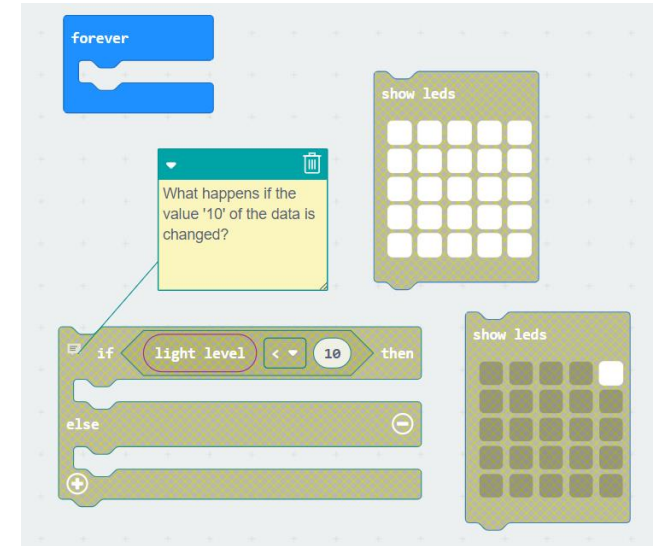 forever
show leds
What happens if the
value '10' of the data is
changed?
if light level < 10 then
else
show leds